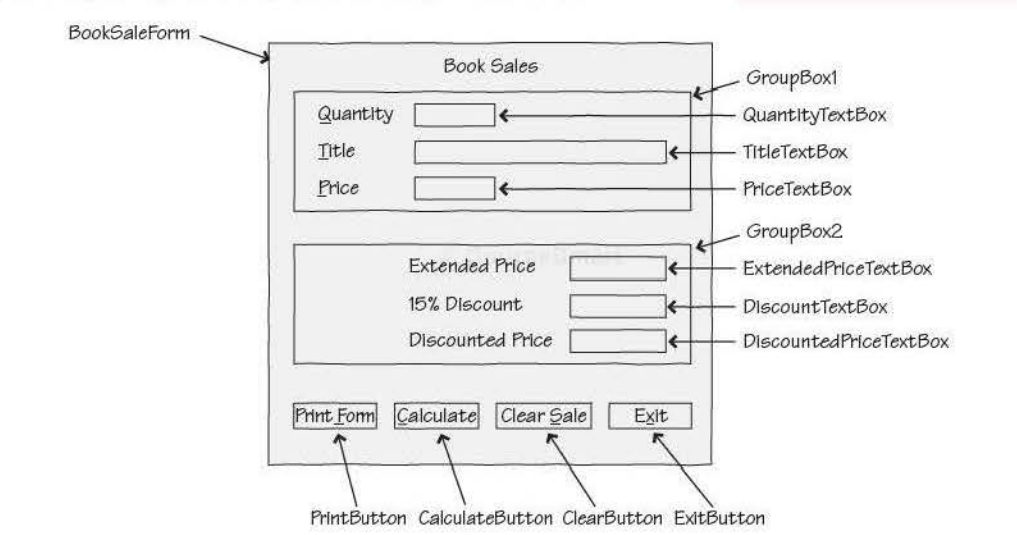 BookSaleForm
Book Sales
GroupBox1
Quantity
QuantityTextBox
Title
TitleTextBox
Price
PriceTextBox
GroupBox2
Extended Price
ExtendedPriceTextBox
15% Discount
DiscountTextBox
Discounted Price
DiscountedPriceTextBox
Print Form Calculate Clear Sale Exit
PrintButton CalculateButton ClearButton ExitButton